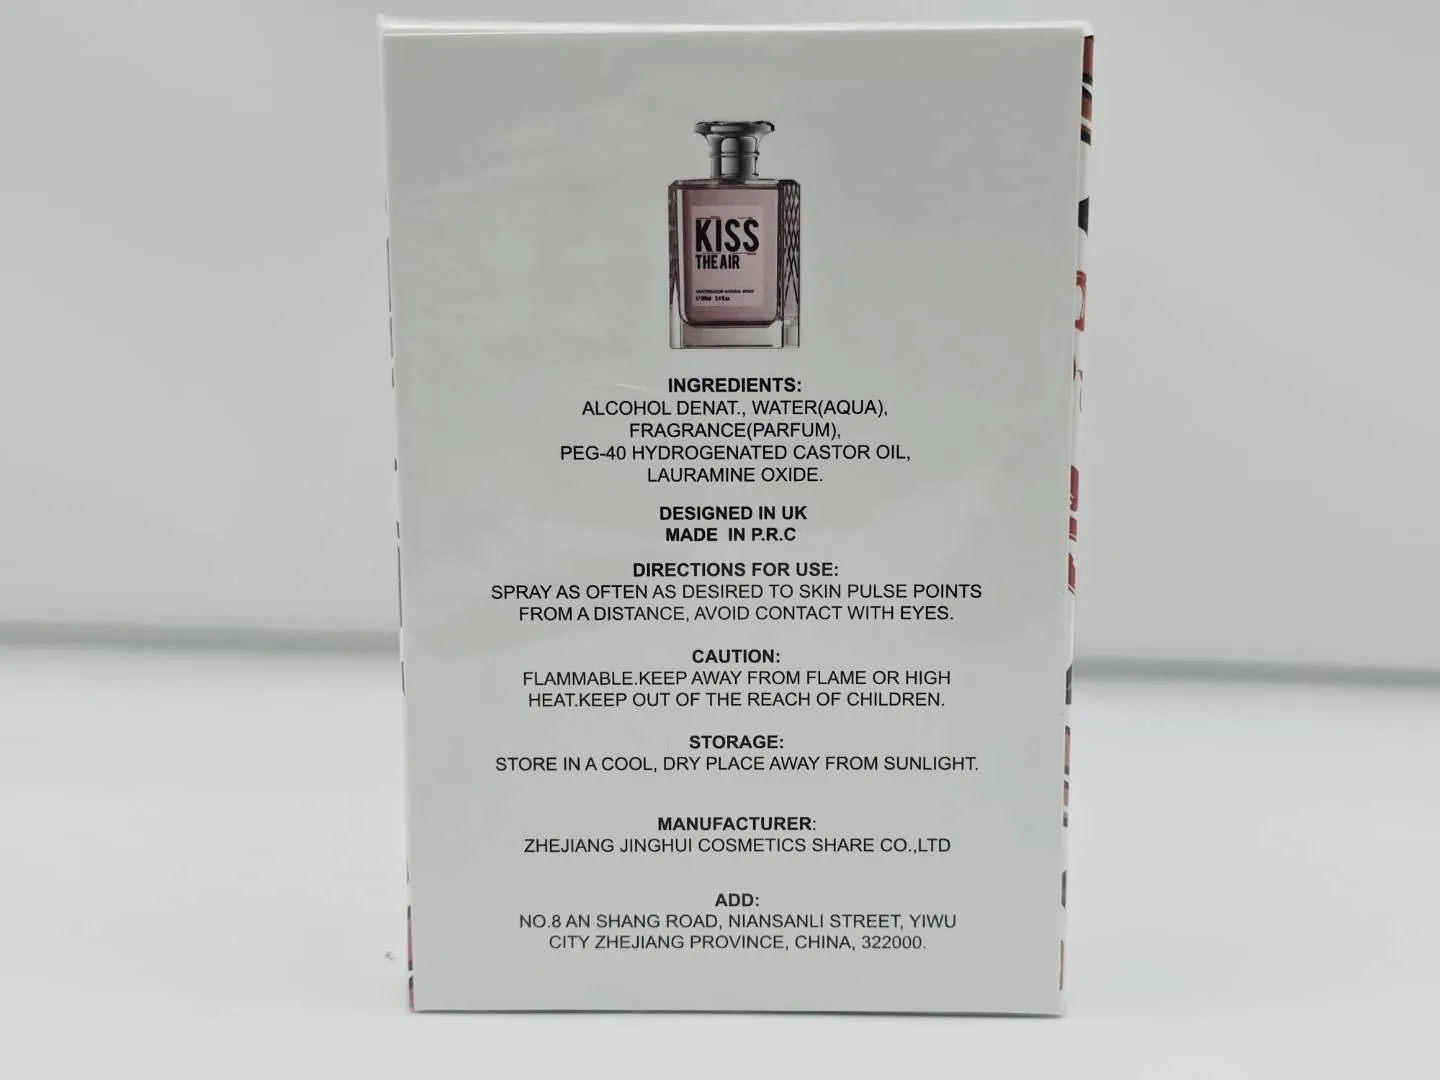 KISS
THE AIR
VAPORISATEUR NATURAL SPRAY
INGREDIENTS:
ALCOHOL DENAT., WATER(AQUA),
FRAGRANCE(PARFUM),
PEG-40 HYDROGENATED CASTOR OIL,
LAURAMINE OXIDE.
DESIGNED IN UK
MADE IN P.R.C
DIRECTIONS FOR USE:
SPRAY AS OFTEN AS DESIRED TO SKIN PULSE POINTS
FROM A DISTANCE, AVOID CONTACT WITH EYES.
CAUTION:
FLAMMABLE.KEEP AWAY FROM FLAME OR HIGH
HEAT.KEEP OUT OF THE REACH OF CHILDREN.
STORAGE:
STORE IN A COOL, DRY PLACE AWAY FROM SUNLIGHT.
MANUFACTURER:
ZHEJIANG JINGHUI COSMETICS SHARE CO.,LTD
ADD:
NO.8 AN SHANG ROAD, NIANSANLI STREET, YIWU
CITY ZHEJIANG PROVINCE, CHINA, 322000.